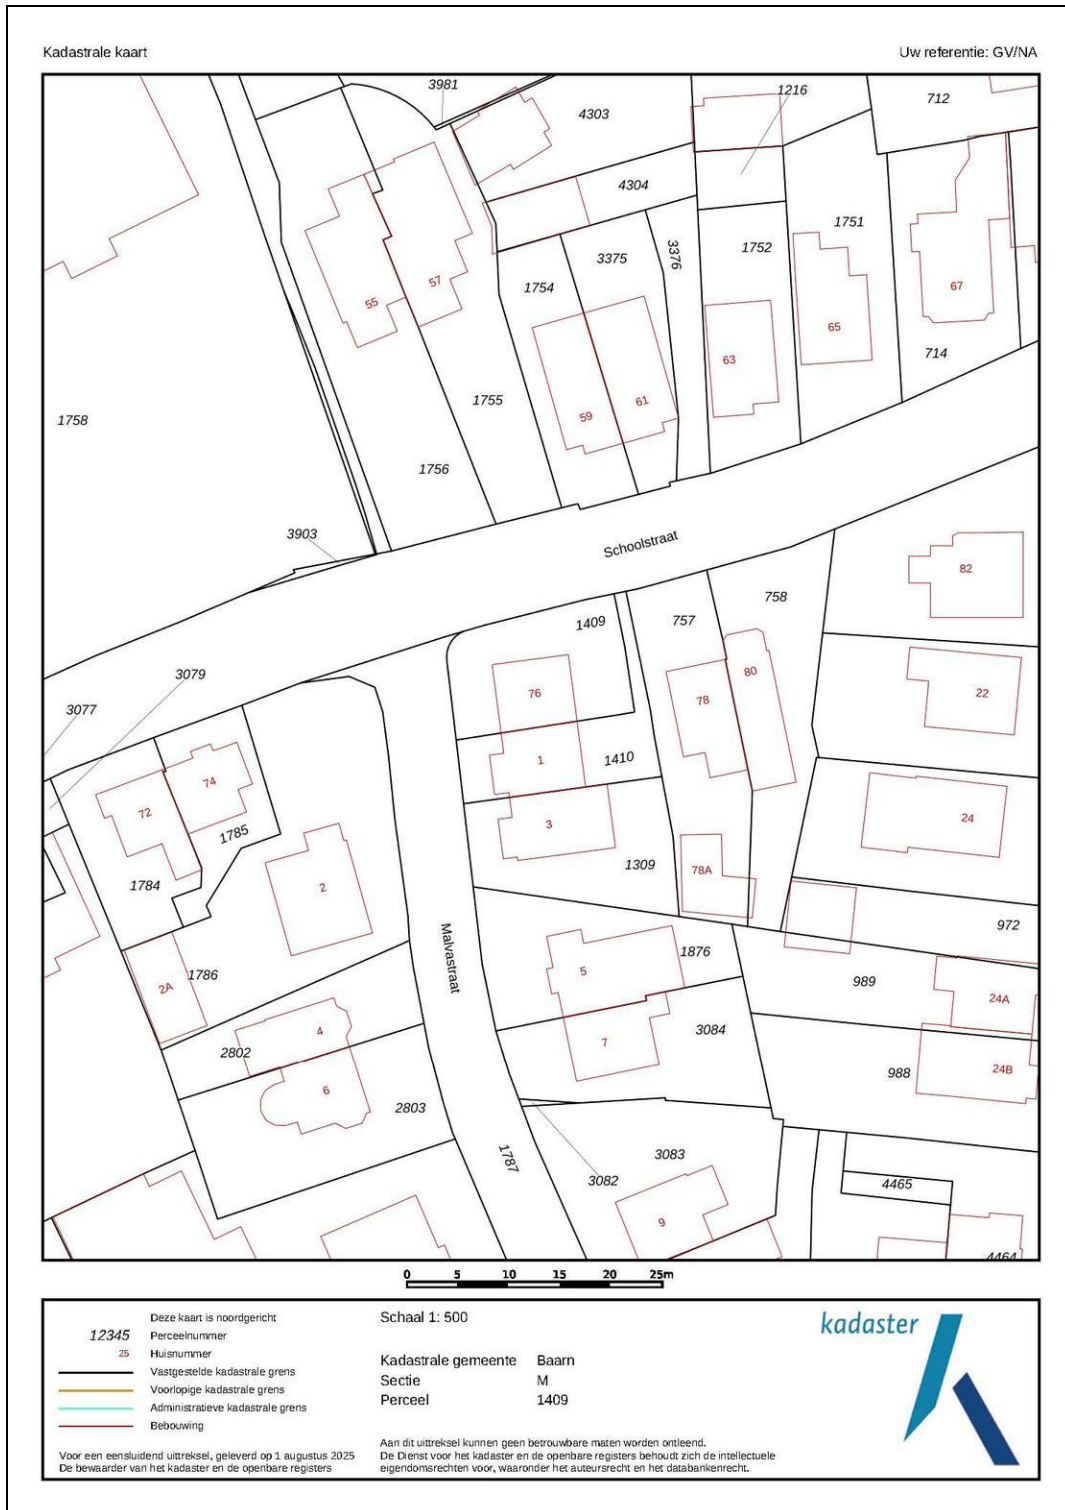 Kadastrale kaart
Uw referentie: GV/NA
3981
4303
1216
712
4304
1751
3375
3376
1752
1754
55
57
67
65
63
714
59
61
1755
1758
1756
3903
Schoolstraat
82
1409
757
758
3079
3077
76
78
80
22
74
72
1
1410
3
24
1785
1784
2
1309
78A
972
1786
2A
Malvastraat
5
1876
989
24A
4
2802
7
3084
988
24B
6
2803
1787
3083
3082
4465
9
4464
0 5 10 15 20 25m
Deze kaart is noordgericht
12345 Perceelnummer
25 Huisnummer
Vastgestelde kadastrale grens
Voorlopige kadastrale grens
Administratieve kadastrale grens
Bebouwing
Voor een eensluidend uittreksel, geleverd op 1 augustus 2025
De bewaarder van het kadaster en de openbare registers
Schaal 1: 500
Kadastrale gemeente Baarn
Sectie M
Perceel 1409
Aan dit uittreksel kunnen geen betrouwbare maten worden ontleend.
De Dienst voor het kadaster en de openbare registers behoudt zich de intellectuele
eigendomsrechten voor, waaronder het auteursrecht en het databankenrecht.
kadaster